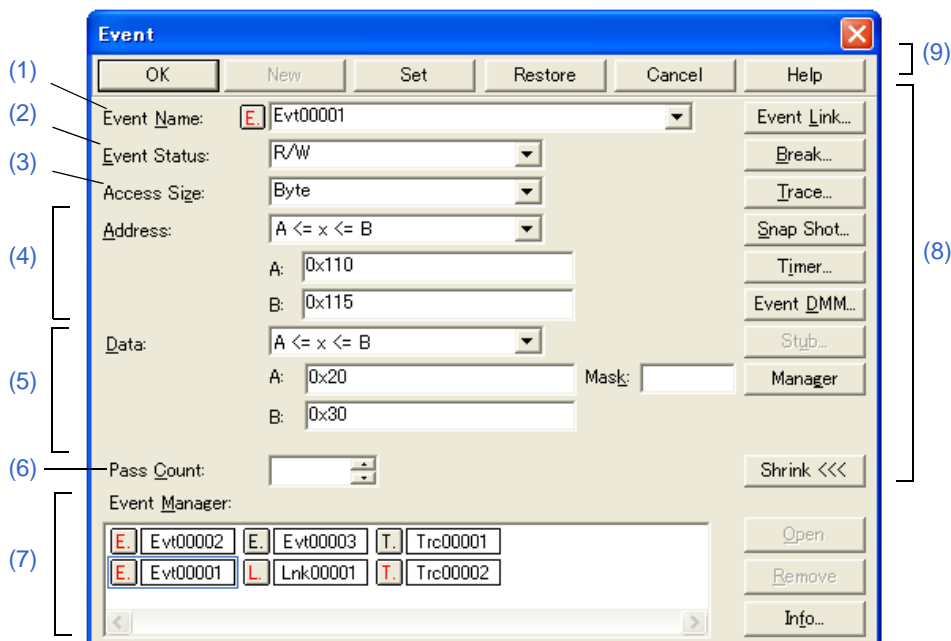 Event
(9)
OK New Set Restore Cancel Help
(1)
Event Name: E. Evt00001 Event Link...
(2)
Event Status: R/W Break...
(3)
Access Size: Byte Trace...
Address: A <= x <= B Snap Shot...
(4)
(8)
A: 0x110 Timer...
B: 0x115 Event DMM...
Data: A <= x <= B Stub...
(5)
A: 0x20 Mask: Manager
B: 0x30
(6)
Pass Count: Shrink <<<
Event Manager:
E. Evt00002 E. Evt00003 T. Trc00001 Open
(7)
E. Evt00001 L. Lnk00001 T. Trc00002 Remove
Info...